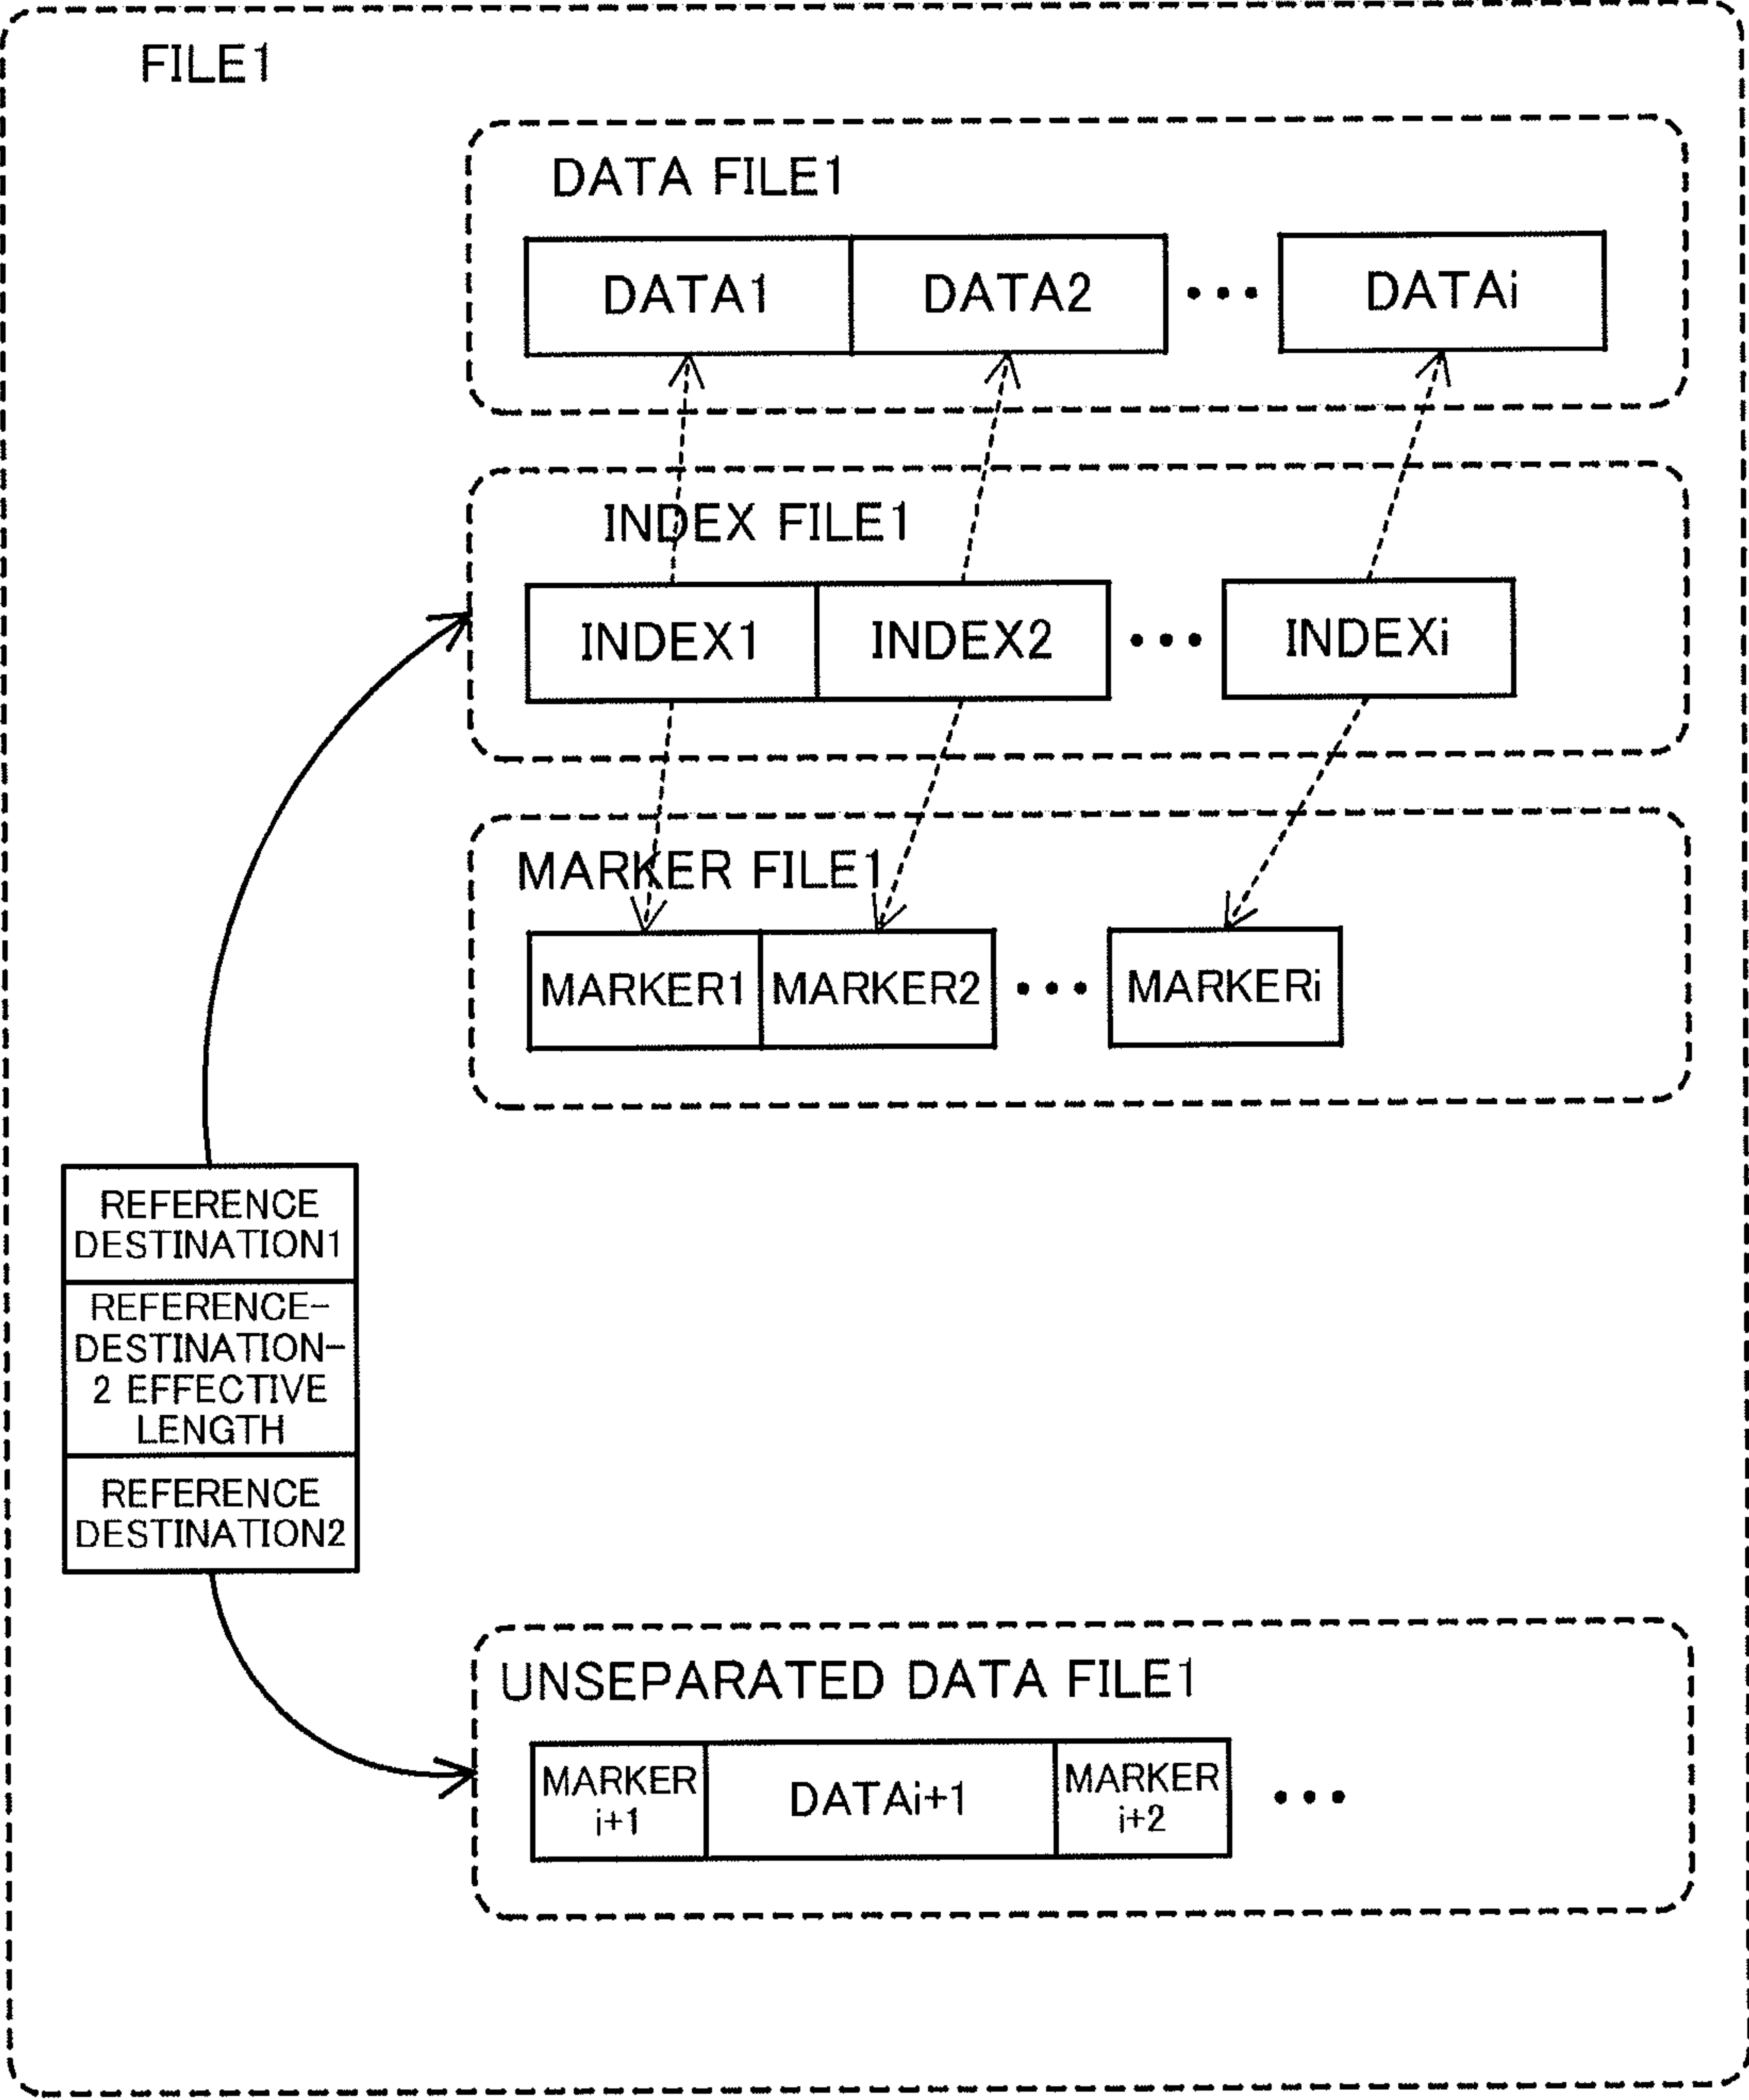 FILE1
DATA FILE1
DATA1 DATA2 ••• DATAi
INDEX FILE1
INDEX1 INDEX2 ••• INDEXi
MARKER FILE1
MARKER1 MARKER2 ••• MARKERi
REFERENCE
DESTINATION1
REFERENCE-
DESTINATION-
2 EFFECTIVE
LENGTH
REFERENCE
DESTINATION2
UNSEPARATED DATA FILE1
MARKER
i+1
DATAi+1
MARKER
i+2
•••